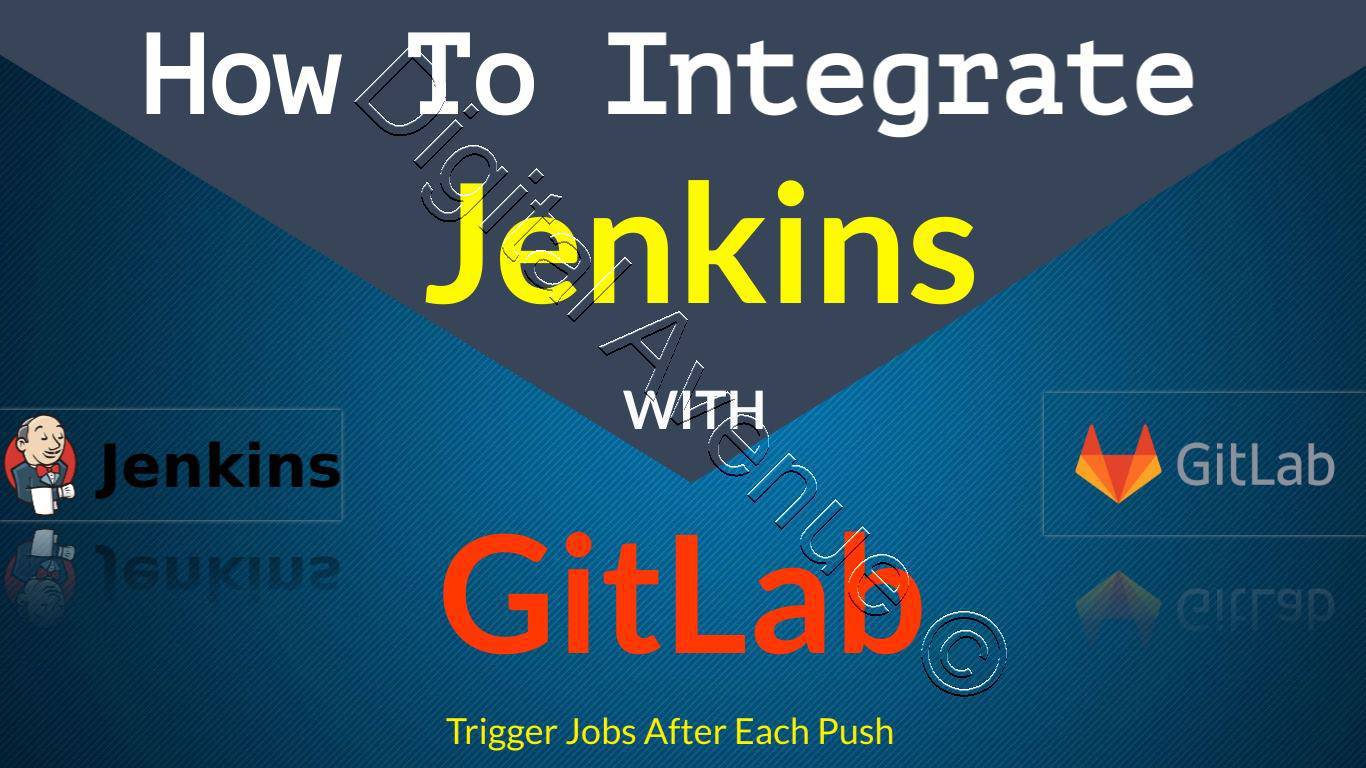 How To Integrate
Jenkins
WITH
Jenkins
GitLab
GitLab
Trigger Jobs After Each Push
Digital Avenue ©